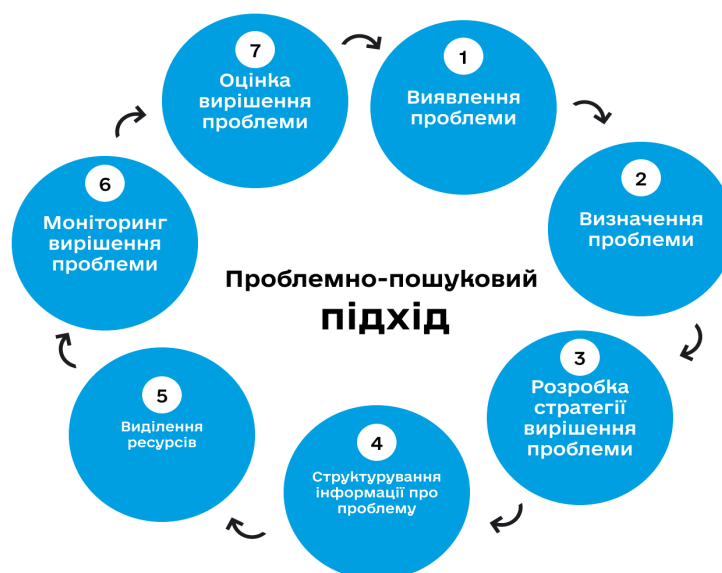 7
Оцінка
вирішення
проблеми
1
Виявлення
проблеми
2
Визначення
проблеми
3
Розробка
стратегії
вирішення
проблеми
4
Структурування
інформації про
проблему
5
Виділення
ресурсів
6
Моніторинг
вирішення
проблеми
Проблемно-пошуковий
підхід